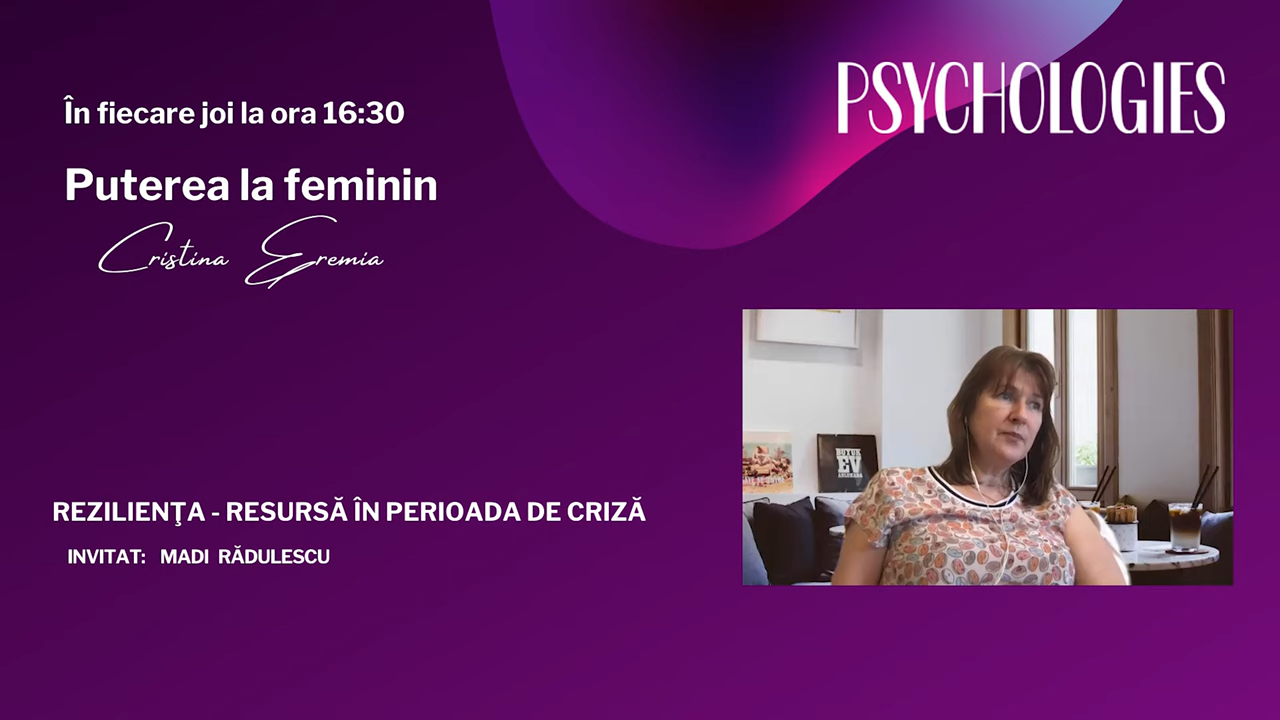 În fiecare joi la ora 16:30
PSYCHOLOGIES
Puterea la feminin
Cristina Eremia
REZILIENŢA - RESURSĂ ÎN PERIOADA DE CRIZĂ
INVITAT: MADI RĂDULESCU
EV